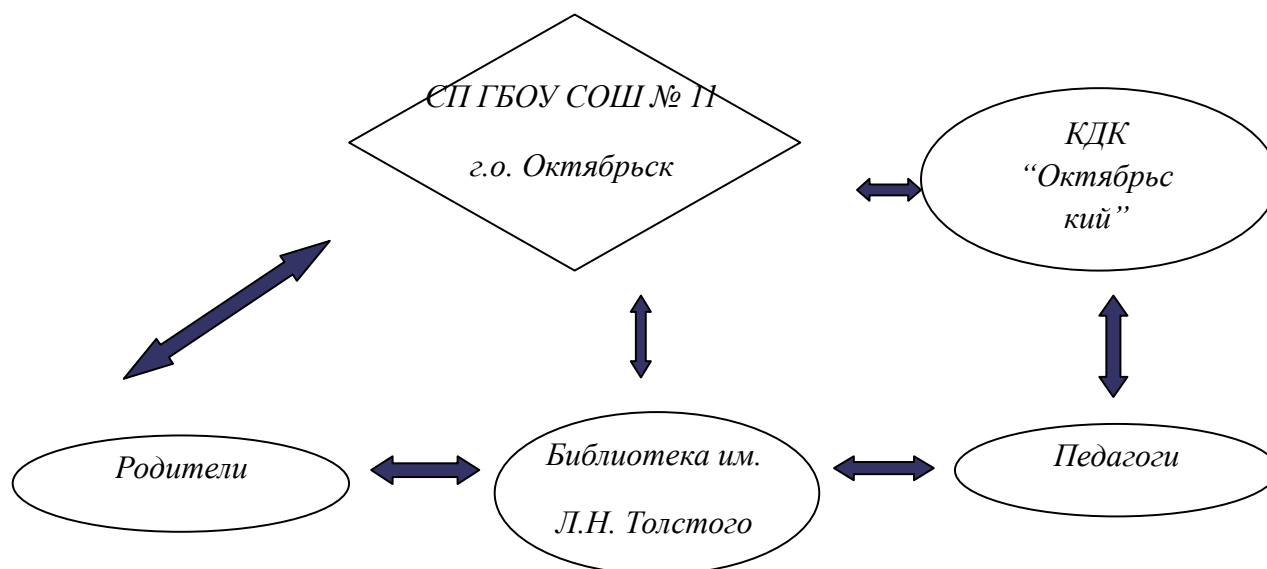 СП ГБОУ СОШ № 11
г.о. Октябрьск
КДК
“Октябрьс
кий”
Родители
Библиотека им.
Л.Н. Толстого
Педагоги